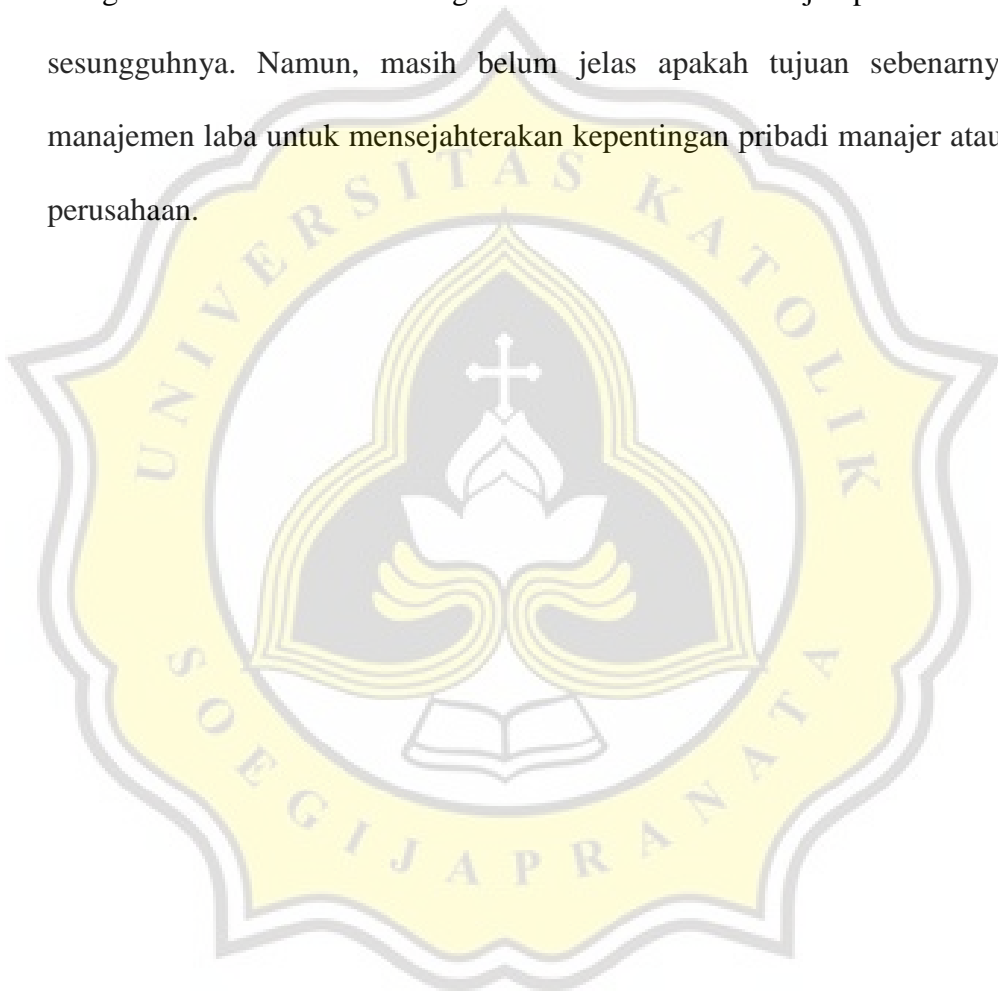 sesungguhnya. Namun, masih belum jelas apakah tujuan sebenarny
manajemen laba untuk mensejahterakan kepentingan pribadi manajer atau
perusahaan.
UNIVERSITAS KATOLIK
SOEGIJAPRANATA